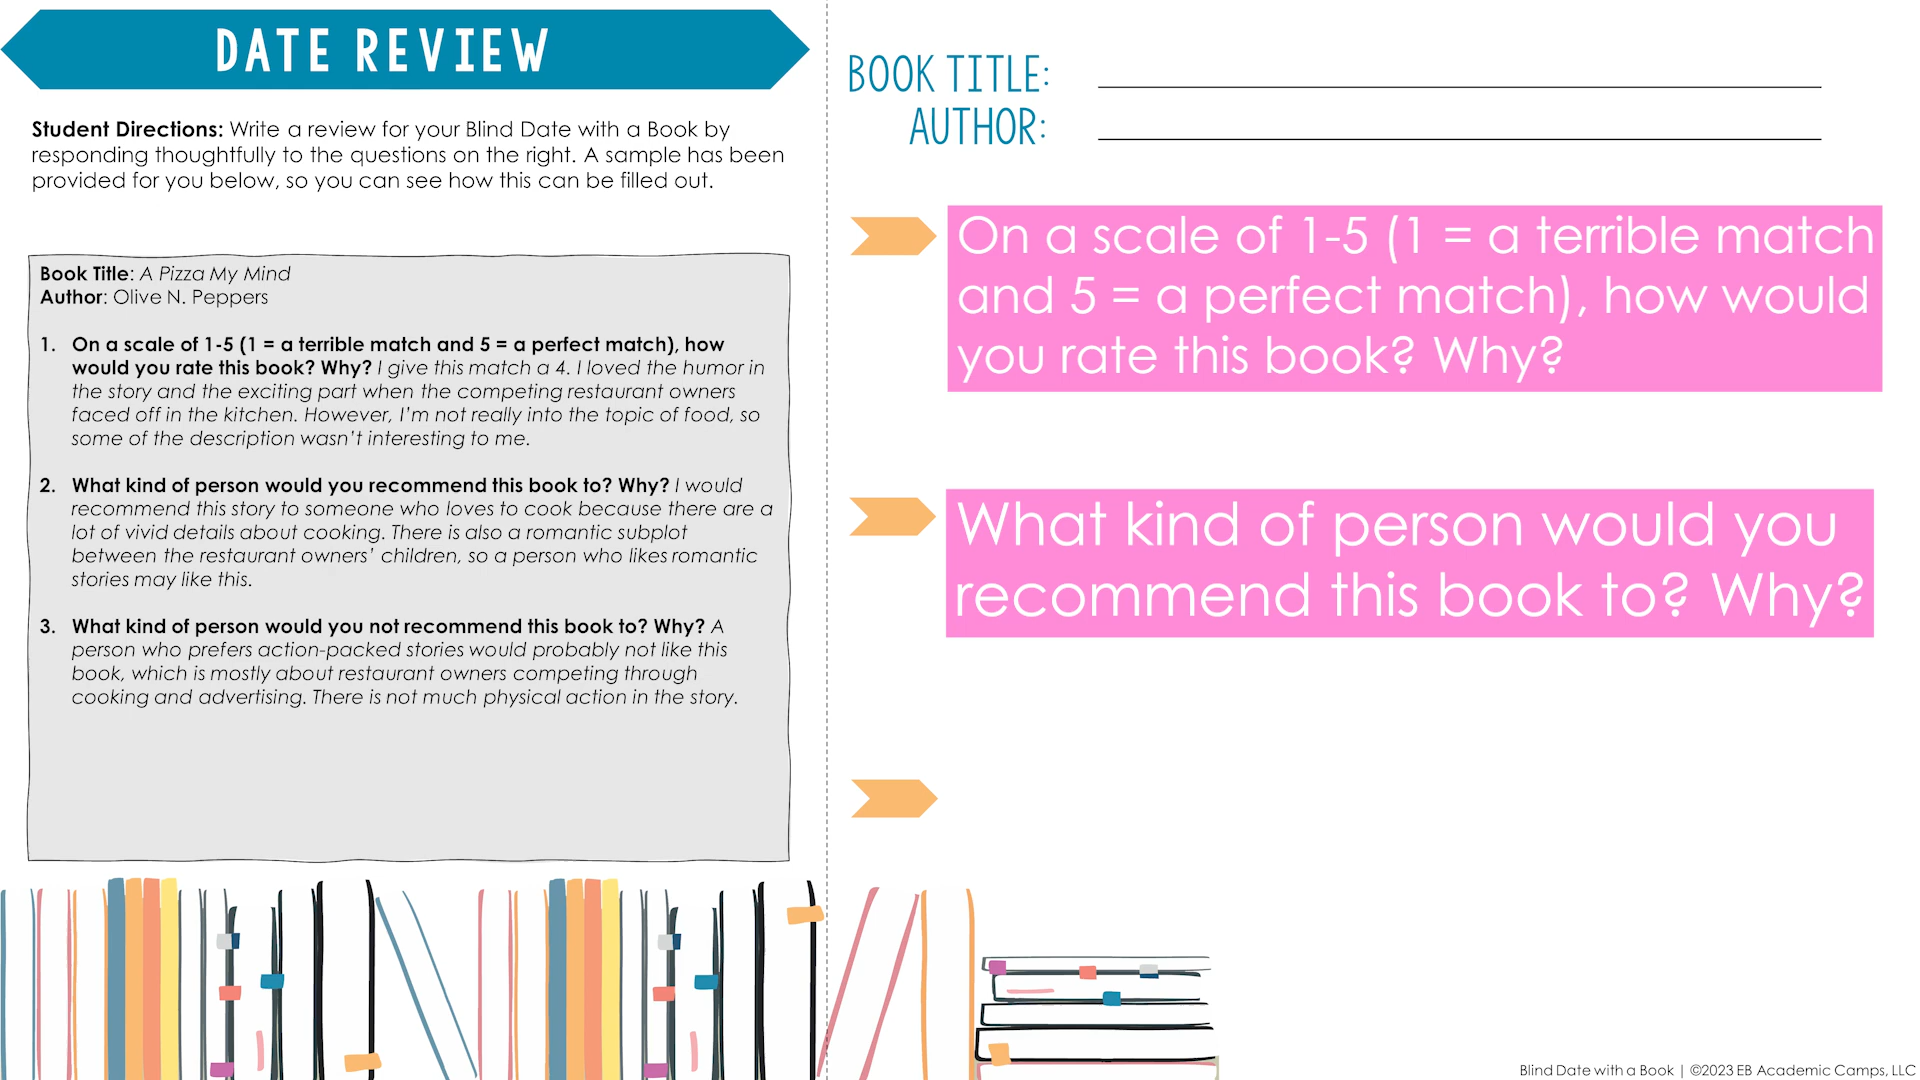 DATE REVIEW
Student Directions: Write a review for your Blind Date with a Book by
responding thoughtfully to the questions on the right. A sample has been
provided for you below, so you can see how this can be filled out.
Book Title: A Pizza My Mind
Author: Olive N. Peppers
1. On a scale of 1-5 (1 = a terrible match and 5 = a perfect match), how
would you rate this book? Why? I give this match a 4. I loved the humor in
the story and the exciting part when the competing restaurant owners
faced off in the kitchen. However, I'm not really into the topic of food, so
some of the description wasn't interesting to me.
2. What kind of person would you recommend this book to? Why? I would
recommend this story to someone who loves to cook because there are a
lot of vivid details about cooking. There is also a romantic subplot
between the restaurant owners' children, so a person who likes romantic
stories may like this.
3. What kind of person would you not recommend this book to? Why? A
person who prefers action-packed stories would probably not like this
book, which is mostly about restaurant owners competing through
cooking and advertising. There is not much physical action in the story.
BOOK TITLE:
AUTHOR:
On a scale of 1-5 (1 = a terrible match
and 5 = a perfect match), how would
you rate this book? Why?
What kind of person would you
recommend this book to? Why?
Blind Date with a Book | ©2023 EB Academic Camps, LLC